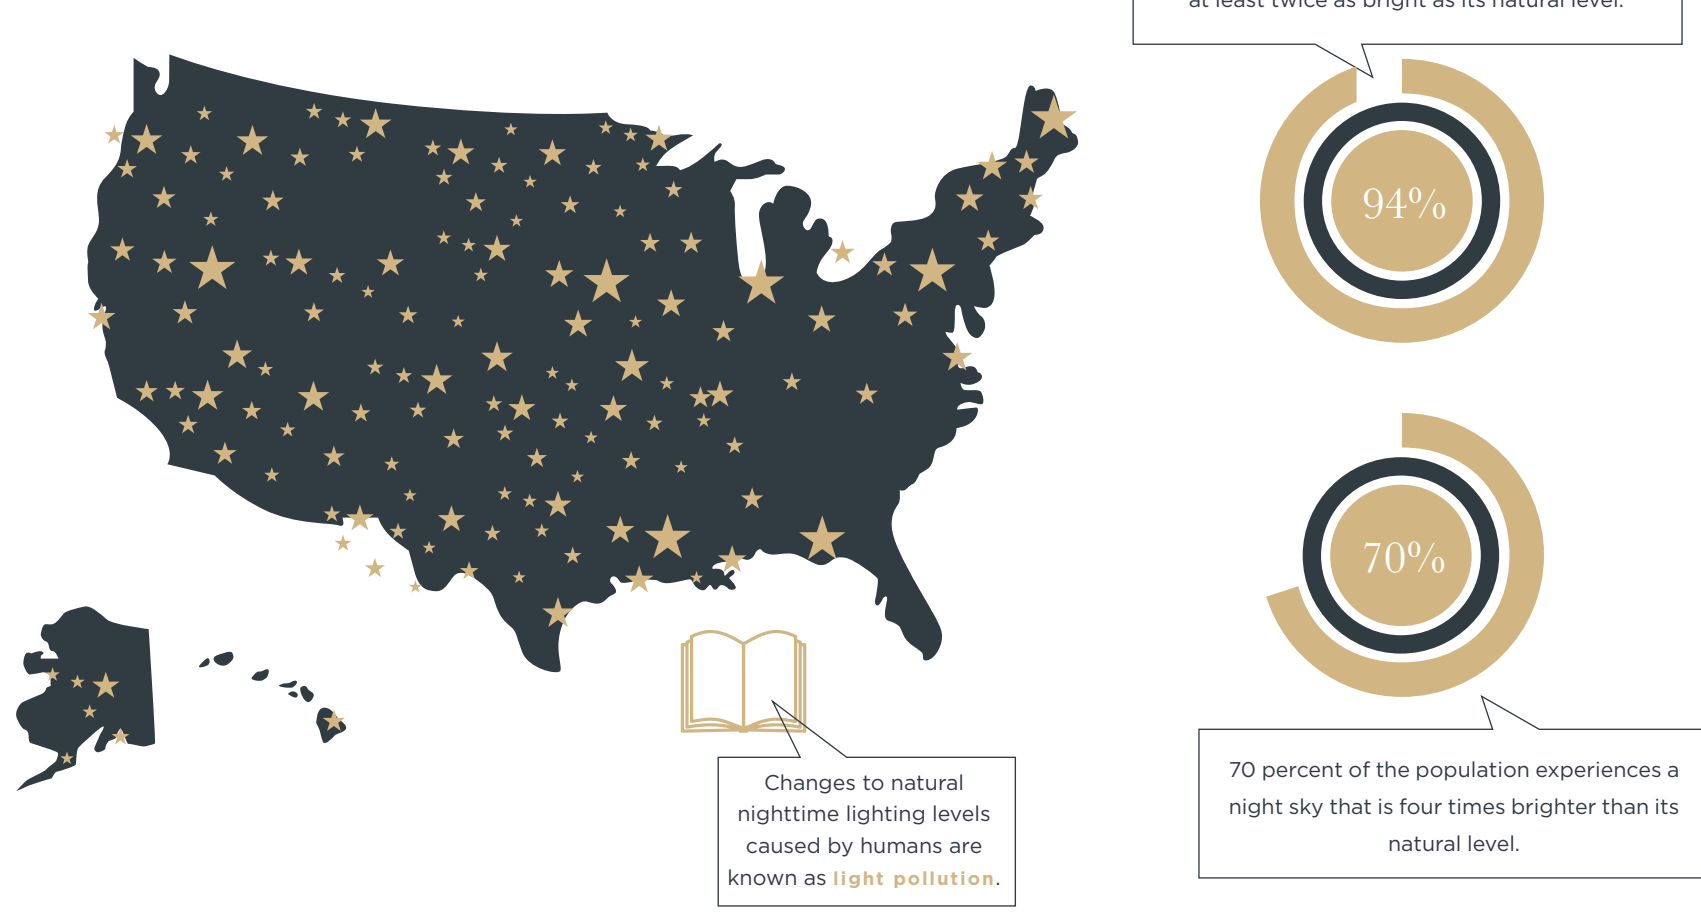 at least twice as bright as its natural level.
94%
70%
70 percent of the population experiences a
night sky that is four times brighter than its
natural level.
Changes to natural
nighttime lighting levels
caused by humans are
known as light pollution.